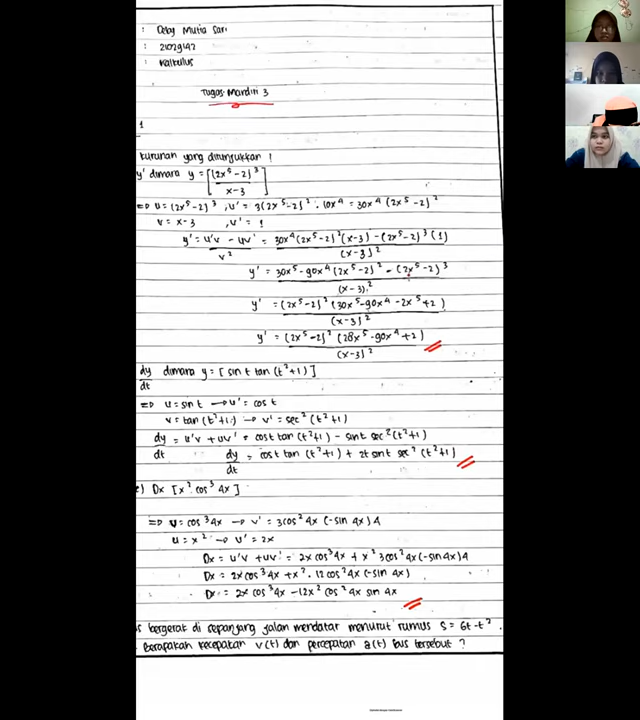 : Deby Mutia Sari
: 21029142
: Kalkulus
Tugas Mandiri 3
1
turunan yang ditunjukkan !
y' dimana y = [(2x⁵-2)³ / x-3]
⇒ u = (2x⁵-2)³ , u' = 3(2x⁵-2)² · 10x⁴ = 30x⁴ (2x⁵-2)²
v = x-3 , v' = 1
y' = u'v - uv' / v² = 30x⁴(2x⁵-2)²(x-3) - (2x⁵-2)³ (1) / (x-3)²
y' = 30x⁵ - 90x⁴ (2x⁵-2)² - (2x⁵-2)³ / (x-3)²
y' = (2x⁵-2)² (30x⁵ - 90x⁴ - 2x⁵ + 2) / (x-3)²
y' = (2x⁵-2)² (28x⁵ - 90x⁴ + 2) / (x-3)²
dy/dt dimana y = [sin t tan (t²+1)]
⇒ u = sin t → u' = cos t
v = tan (t²+1) → v' = sec² (t²+1)
dy/dt = u'v + uv' = cos t tan (t²+1) - sin t sec² (t²+1)
dy/dt = cos t tan (t²+1) + 2t sin t sec² (t²+1)
c) Dx [x² cos³ 4x]
⇒ v = cos³ 4x → v' = 3cos² 4x (-sin 4x) 4
u = x² → u' = 2x
Dx = u'v + uv' = 2x cos³ 4x + x² 3cos² 4x (-sin 4x) 4
Dx = 2x cos³ 4x + x² · 12 cos² 4x (-sin 4x)
Dx = 2x cos³ 4x - 12x² cos² 4x sin 4x
s bergerak di sepanjang jalan mendatar menurut rumus s = 6t - t² .
Berapakah kecepatan v(t) dan percepatan a(t) bus tersebut ?